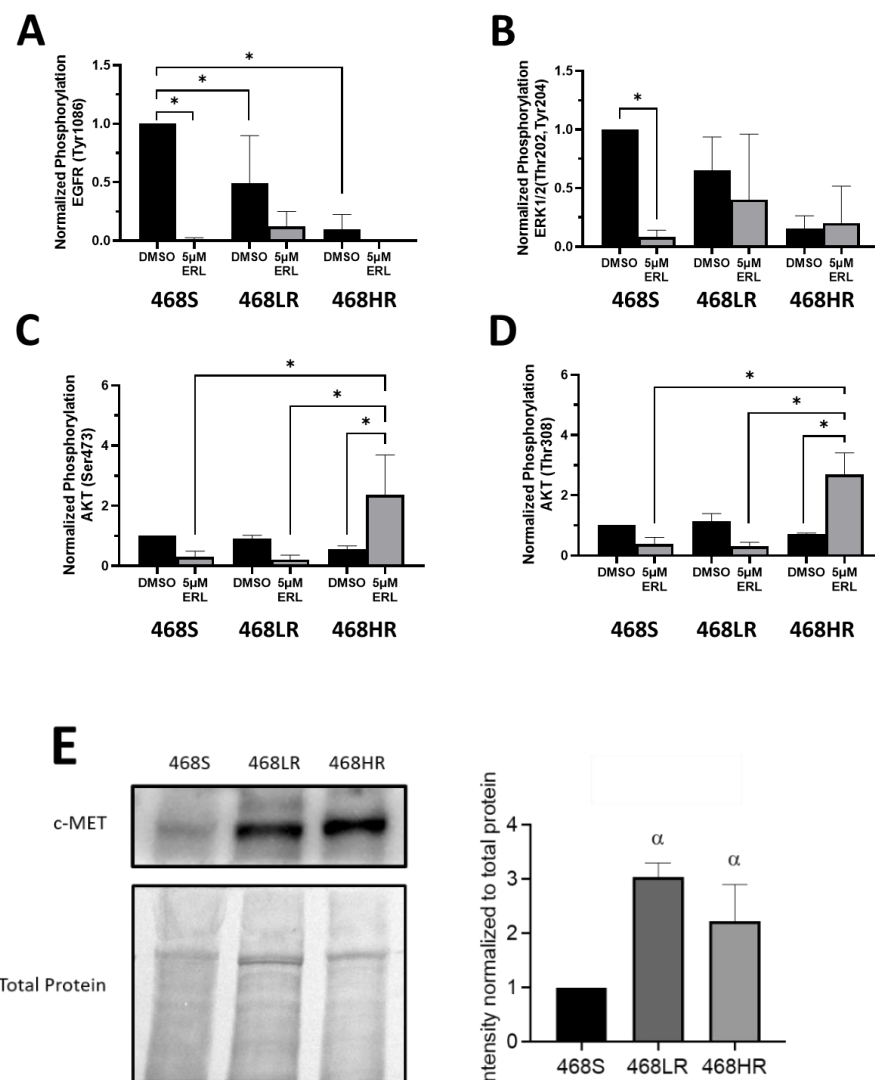 A
Normalized Phosphorylation
EGFR (Tyr1086)
1.5
1.0
0.5
0.0
*
*
*
DMSO 5µM ERL DMSO 5µM ERL DMSO 5µM ERL
468S 468LR 468HR
B
Normalized Phosphorylation
ERK1/2(Thr202,Tyr204)
1.5
1.0
0.5
0.0
*
DMSO 5µM ERL DMSO 5µM ERL DMSO 5µM ERL
468S 468LR 468HR
C
Normalized Phosphorylation
AKT (Ser473)
6
4
2
0
*
*
*
DMSO 5µM ERL DMSO 5µM ERL DMSO 5µM ERL
468S 468LR 468HR
D
Normalized Phosphorylation
AKT (Thr308)
6
4
2
0
*
*
*
DMSO 5µM ERL DMSO 5µM ERL DMSO 5µM ERL
468S 468LR 468HR
E
468S 468LR 468HR
c-MET
Total Protein
ntensity normalized to total protein
4
3
2
1
0
α
α
468S 468LR 468HR